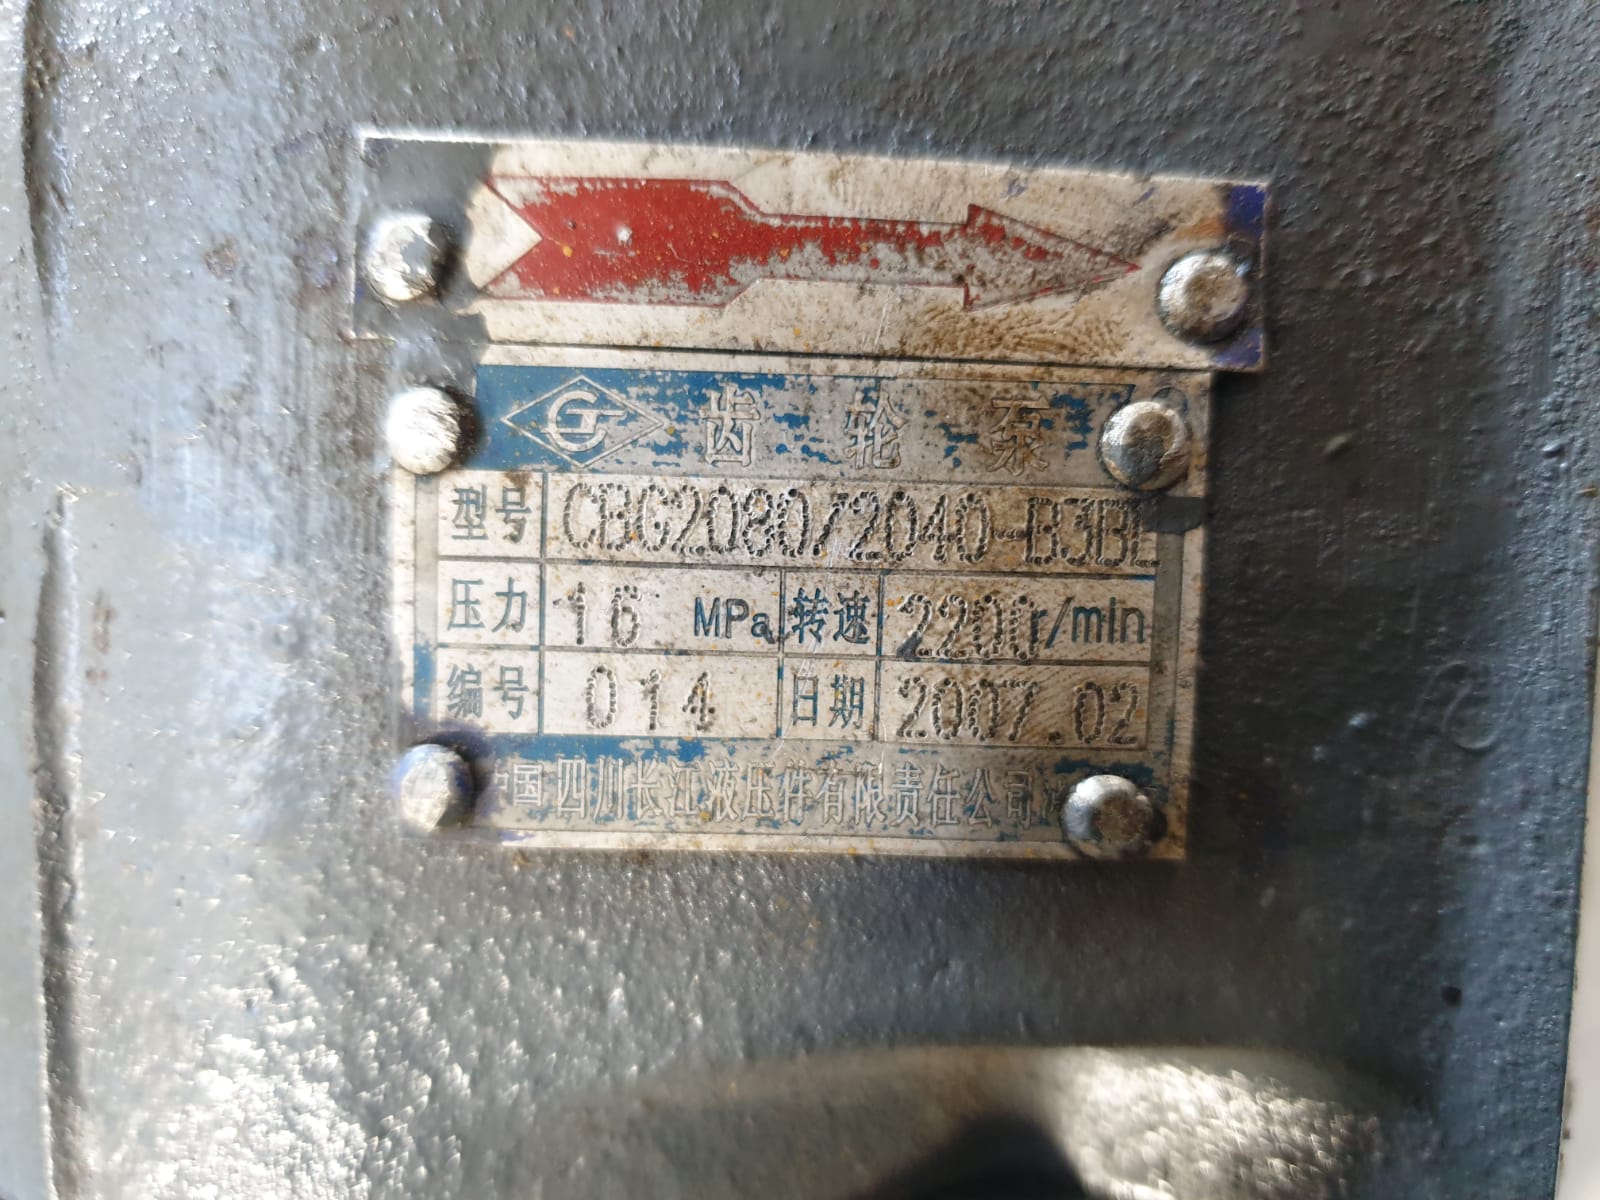 齿轮泵
型号 CBG2080/2040-B3BL
压力 16 MPa 转速 2200r/min
编号 014 日期 2007.02
中国四川长江液压件有限责任公司